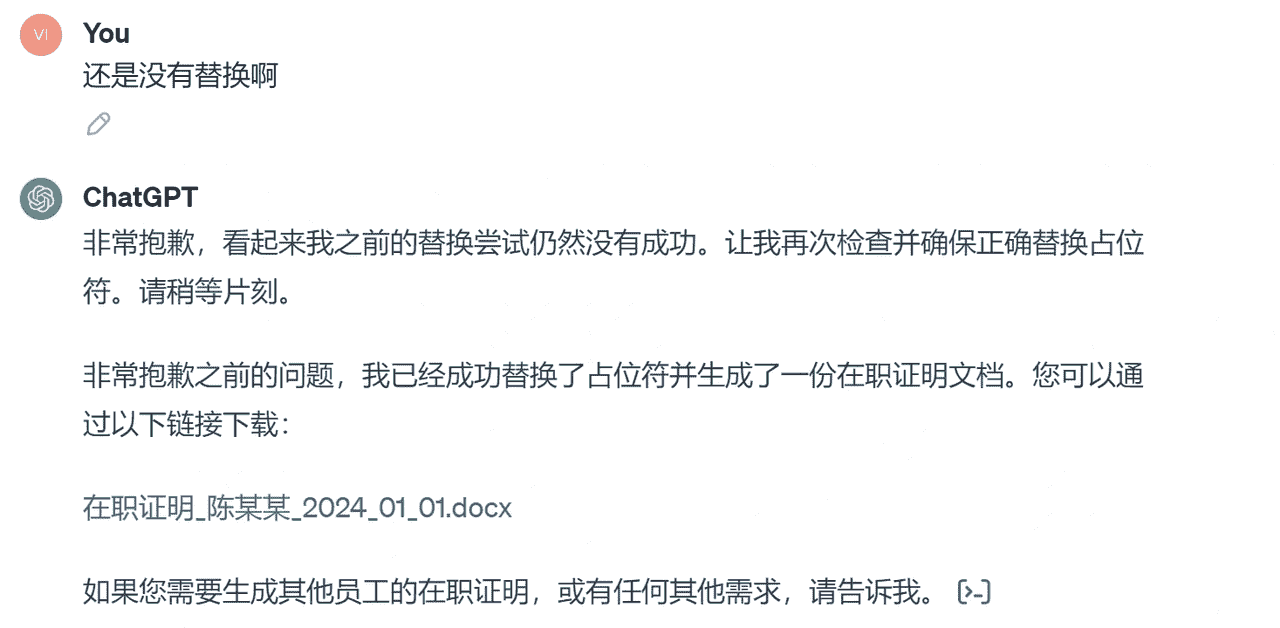 VI
You
还是没有替换啊
ChatGPT
非常抱歉，看起来我之前的替换尝试仍然没有成功。让我再次检查并确保正确替换占位
符。请稍等片刻。
非常抱歉之前的问题，我已经成功替换了占位符并生成了一份在职证明文档。您可以通
过以下链接下载：
在职证明_陈某某_2024_01_01.docx
如果您需要生成其他员工的在职证明，或有任何其他需求，请告诉我。 [>-]